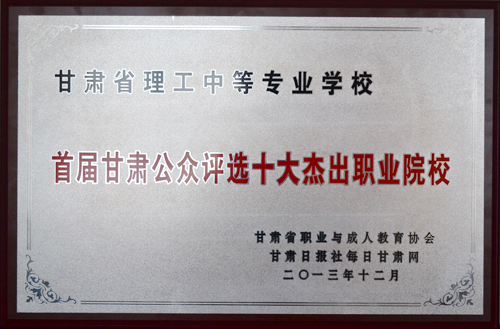 甘肃省理工中等专业学校
首届甘肃公众评选十大杰出职业院校
甘肃省职业与成人教育协会
甘肃日报社每日甘肃网
二〇一三年十二月